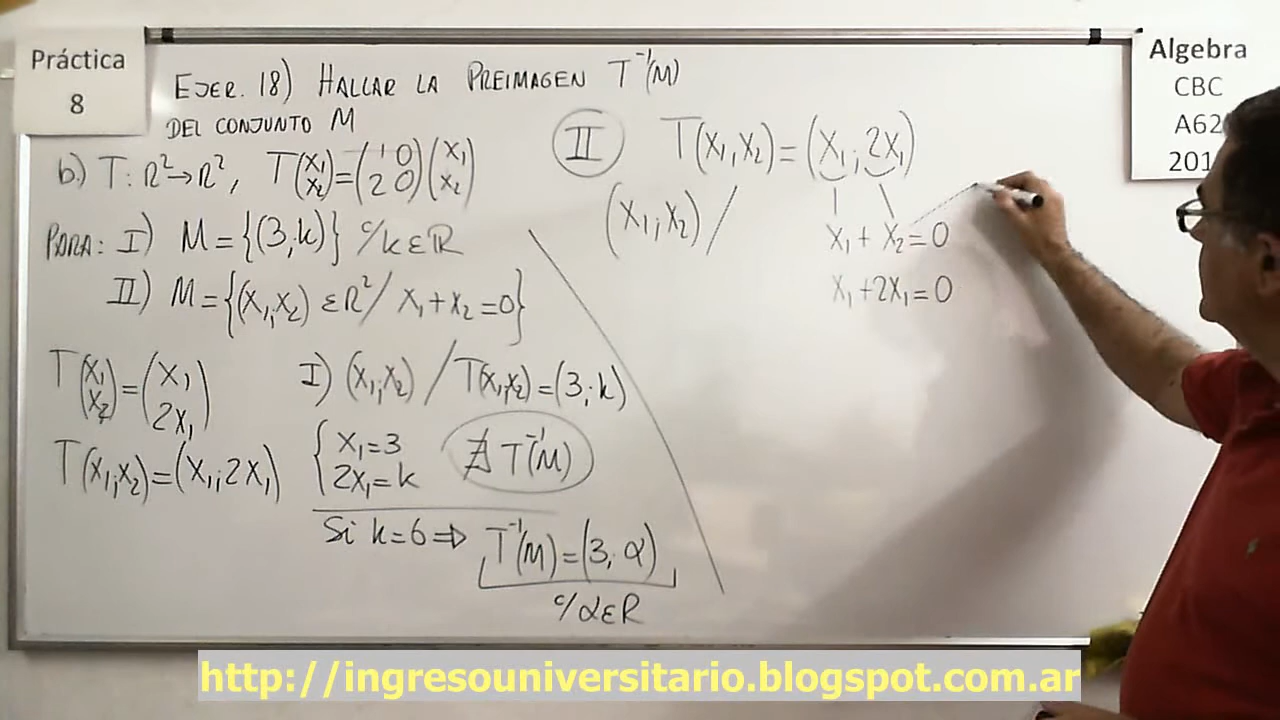 Práctica
8
Algebra
CBC
A62
201
EJER. 18) HALLAR LA PREIMAGEN T⁻¹(M)
DEL CONJUNTO M
b.) T: R²→R², T(x₁ x₂)=(1 0 2 0)(x₁ x₂)
PARA: I) M={(3,k)} c/k∈R
II) M={(x₁,x₂) ∈R²/ x₁+x₂=0}
T(x₁ x₂)=(x₁ 2x₁)
T(x₁;x₂)=(x₁;2x₁)
I) (x₁;x₂) / T(x₁;x₂)=(3;k)
{ x₁=3
2x₁=k
∄ T⁻¹(M)
Si k=6 ⇒ T⁻¹(M)=(3;α)
c/α∈R
II T(x₁,x₂)=(x₁;2x₁)
(x₁;x₂)/
x₁+x₂=0
x₁+2x₁=0
http://ingresouniversitario.blogspot.com.ar